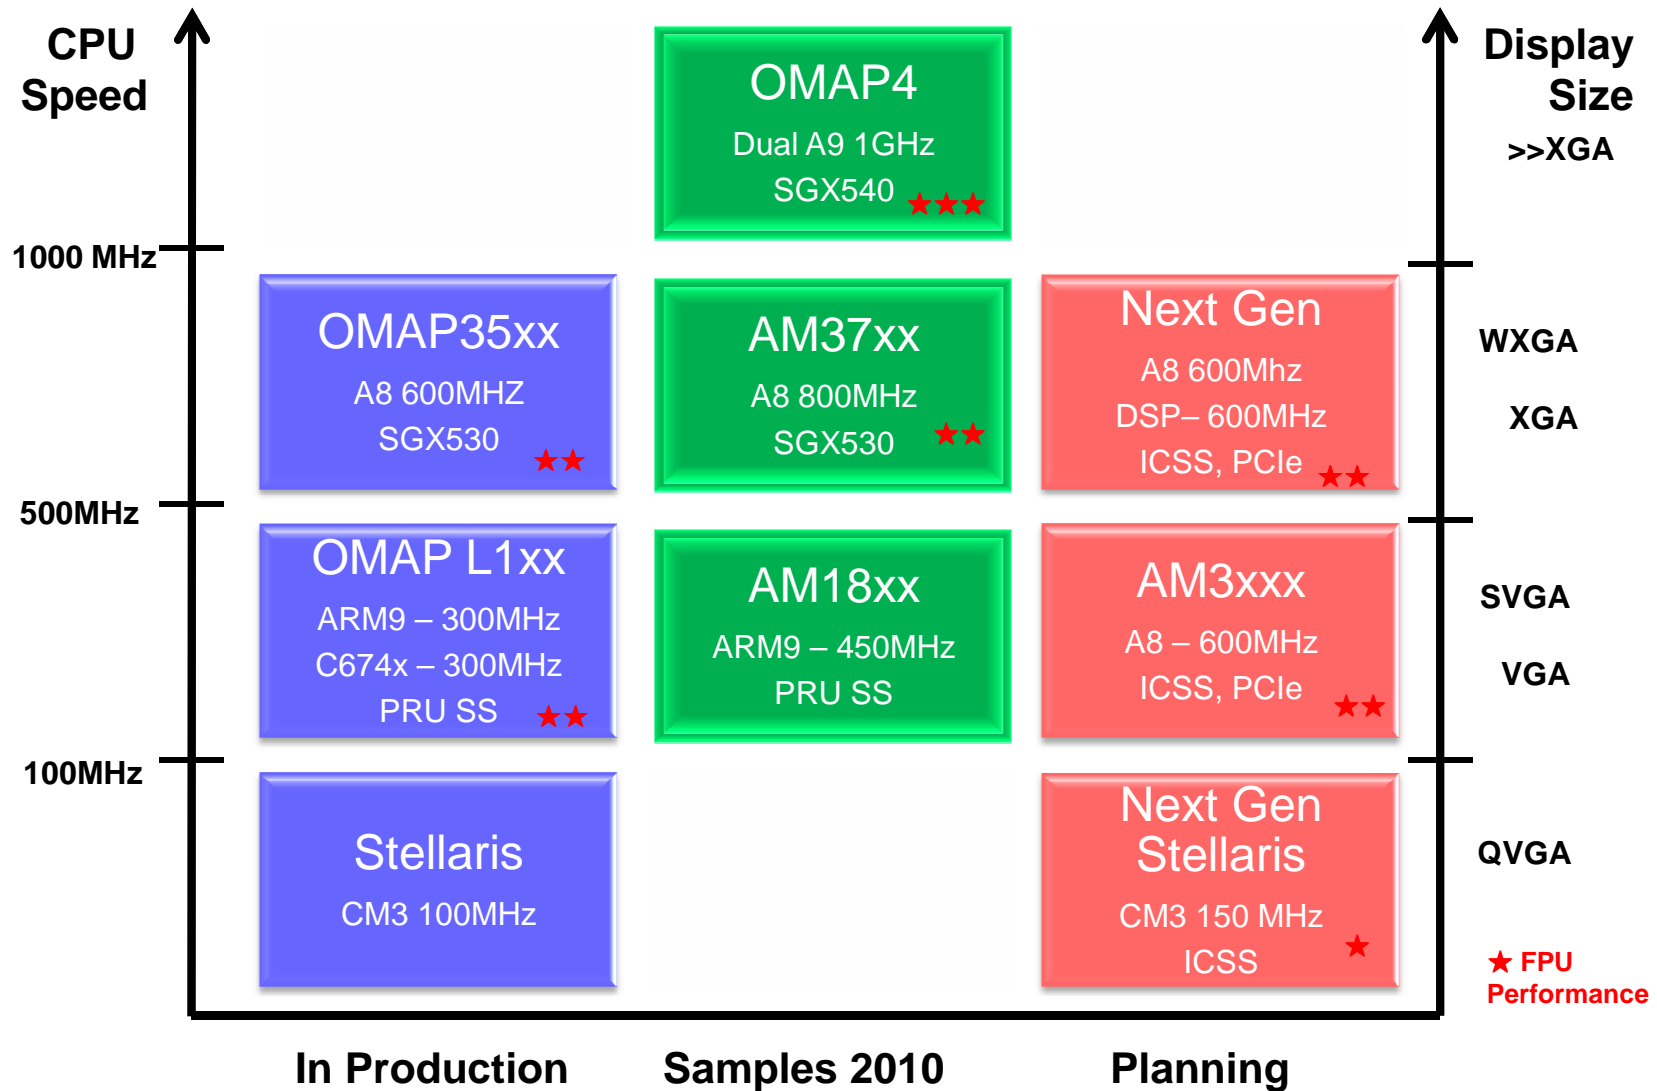 CPU
Speed
Display
Size
>>XGA
OMAP4
Dual A9 1GHz
SGX540 ★★★
1000 MHz
OMAP35xx
A8 600MHZ
SGX530
★★
AM37xx
A8 800MHz
SGX530 ★★
Next Gen
A8 600Mhz
DSP– 600MHz
ICSS, PCIe ★★
WXGA
XGA
500MHz
OMAP L1xx
ARM9 – 300MHz
C674x – 300MHz
PRU SS ★★
AM18xx
ARM9 – 450MHz
PRU SS
AM3xxx
A8 – 600MHz
ICSS, PCIe ★★
SVGA
VGA
100MHz
Stellaris
CM3 100MHz
Next Gen
Stellaris
CM3 150 MHz
ICSS ★
QVGA
★ FPU
Performance
In Production
Samples 2010
Planning